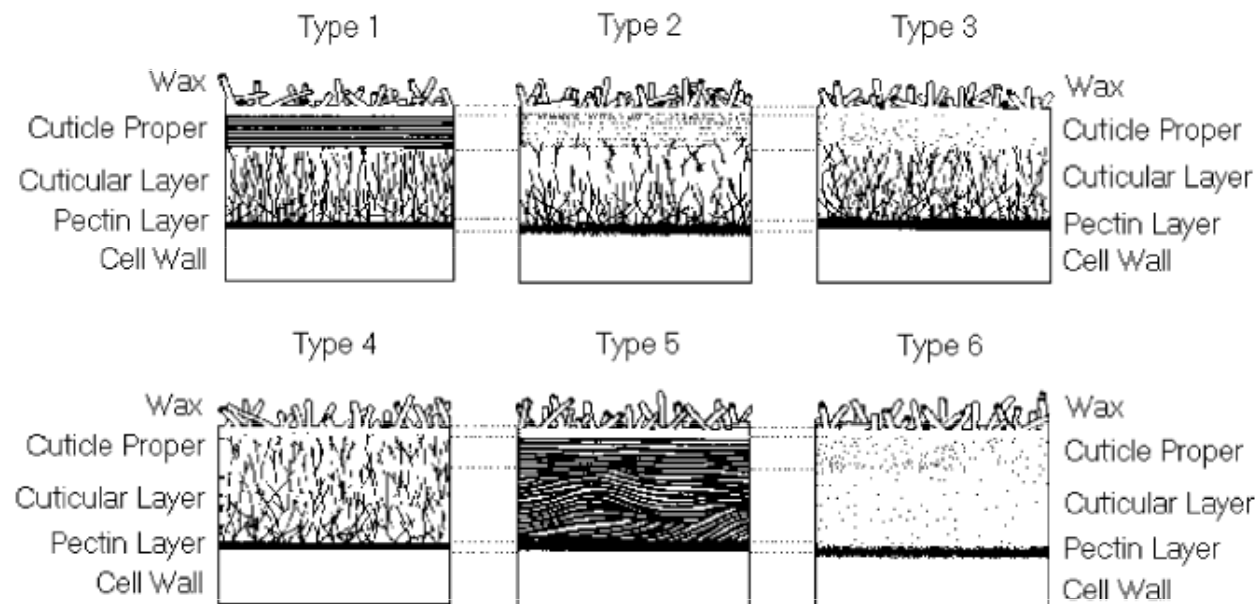 Type 1 Type 2 Type 3
Wax Wax
Cuticle Proper Cuticle Proper
Cuticular Layer Cuticular Layer
Pectin Layer Pectin Layer
Cell Wall Cell Wall
Type 4 Type 5 Type 6
Wax Wax
Cuticle Proper Cuticle Proper
Cuticular Layer Cuticular Layer
Pectin Layer Pectin Layer
Cell Wall Cell Wall